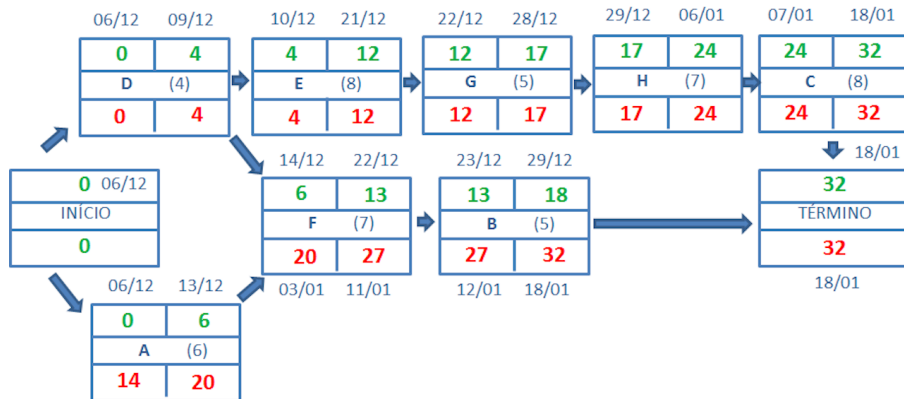 06/12 09/12 10/12 21/12 22/12 28/12 29/12 06/01 07/01 18/01
0 4 4 12 12 17 17 24 24 32
D (4) E (8) G (5) H (7) C (8)
0 4 4 12 12 17 17 24 24 32
14/12 22/12 23/12 29/12 18/01
0 06/12 6 13 13 18 32
INÍCIO F (7) B (5) TÉRMINO
0 20 27 27 32 32
06/12 13/12 03/01 11/01 12/01 18/01 18/01
0 6
A (6)
14 20